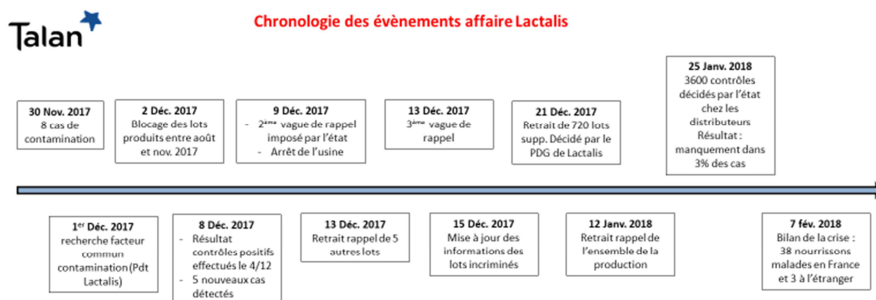 Talan
Chronologie des évènements affaire Lactalis
30 Nov. 2017
8 cas de
contamination
2 Déc. 2017
Blocage des lots
produits entre août
et nov. 2017
9 Déc. 2017
- 2ème vague de rappel
imposé par l'état
- Arrêt de l'usine
13 Déc. 2017
3ème vague de
rappel
21 Déc. 2017
Retrait de 720 lots
supp. Décidé par le
PDG de Lactalis
25 Janv. 2018
3600 contrôles
décidés par l'état
chez les
distributeurs
Résultat :
manquement dans
3% des cas
1er Déc. 2017
recherche facteur
commun
contamination (Pdt
Lactalis)
8 Déc. 2017
- Résultat
contrôles positifs
effectués le 4/12
- 5 nouveaux cas
détectés
13 Déc. 2017
Retrait rappel de 5
autres lots
15 Déc. 2017
Mise à jour des
informations des
lots incriminés
12 Janv. 2018
Retrait rappel de
l'ensemble de la
production
7 fév. 2018
Bilan de la crise :
38 nourrissons
malades en France
et 3 à l'étranger